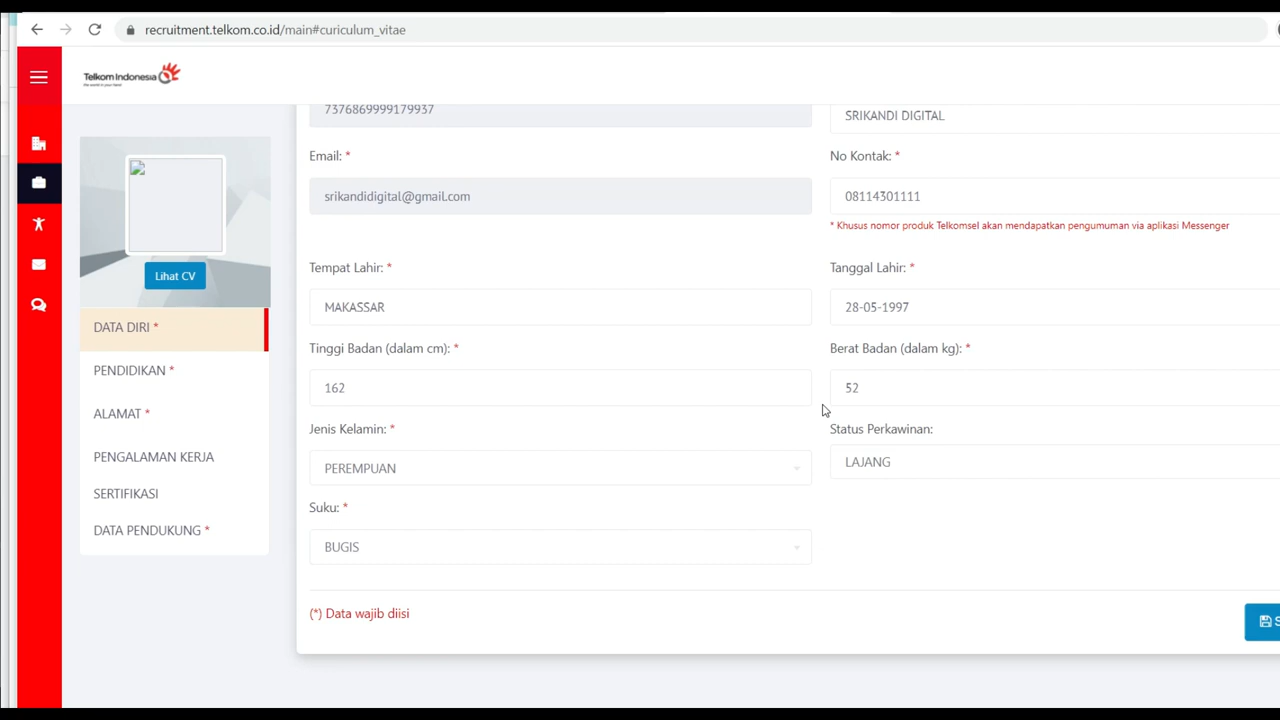 recruitment.telkom.co.id/main#curiculum_vitae
Telkom Indonesia
7376869999179937
SRIKANDI DIGITAL
Email: *
No Kontak: *
srikandidigital@gmail.com
08114301111
* Khusus nomor produk Telkomsel akan mendapatkan pengumuman via aplikasi Messenger
Lihat CV
Tempat Lahir: *
Tanggal Lahir: *
MAKASSAR
28-05-1997
DATA DIRI *
PENDIDIKAN *
ALAMAT *
PENGALAMAN KERJA
SERTIFIKASI
DATA PENDUKUNG *
Tinggi Badan (dalam cm): *
Berat Badan (dalam kg): *
162
52
Jenis Kelamin: *
Status Perkawinan:
PEREMPUAN
LAJANG
Suku: *
BUGIS
(*) Data wajib diisi